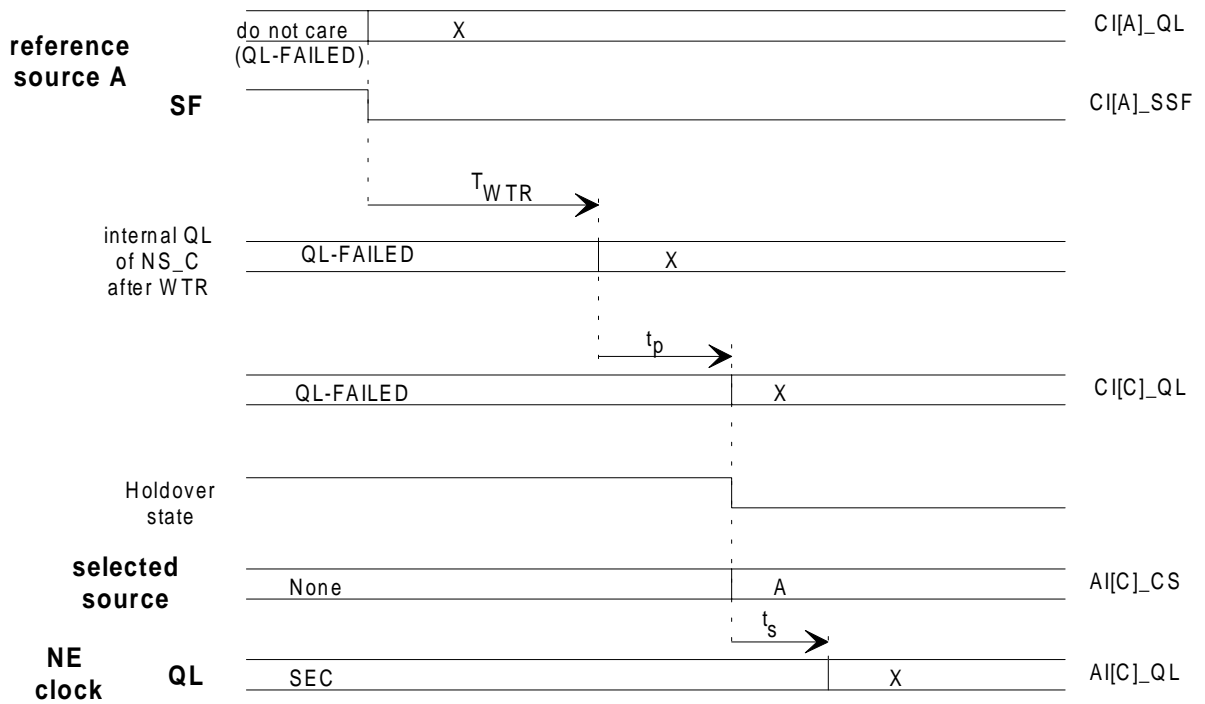 do not care X CI[A]_QL
reference
source A
(QL-FAILED)
SF CI[A]_SSF
TWTR
internal QL
of NS_C
after WTR
QL-FAILED X
tp
QL-FAILED X CI[C]_QL
Holdover
state
selected
source
None A AI[C]_CS
ts
NE
clock
QL SEC X AI[C]_QL